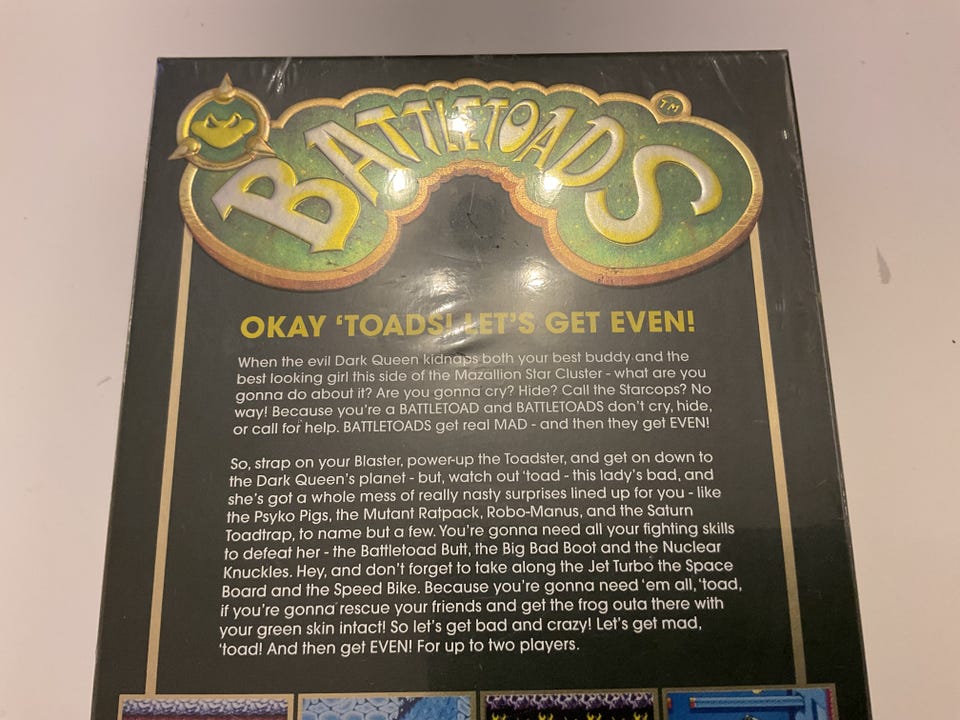 BATTLETOADS TM
OKAY ‘TOADS! LET’S GET EVEN!
When the evil Dark Queen kidnaps both your best buddy and the
best looking girl this side of the Mazallion Star Cluster - what are you
gonna do about it? Are you gonna cry? Hide? Call the Starcops? No
way! Because you’re a BATTLETOAD and BATTLETOADS don’t cry, hide,
or call for help. BATTLETOADS get real MAD - and then they get EVEN!
So, strap on your Blaster, power-up the Toadster, and get on down to
the Dark Queen’s planet - but, watch out ‘toad - this lady’s bad, and
she’s got a whole mess of really nasty surprises lined up for you - like
the Psyko Pigs, the Mutant Ratpack, Robo-Manus, and the Saturn
Toadtrap, to name but a few. You’re gonna need all your fighting skills
to defeat her - the Battletoad Butt, the Big Bad Boot and the Nuclear
Knuckles. Hey, and don’t forget to take along the Jet Turbo the Space
Board and the Speed Bike. Because you’re gonna need ‘em all, ‘toad,
if you’re gonna rescue your friends and get the frog outa there with
your green skin intact! So let’s get bad and crazy! Let’s get mad,
‘toad! And then get EVEN! For up to two players.